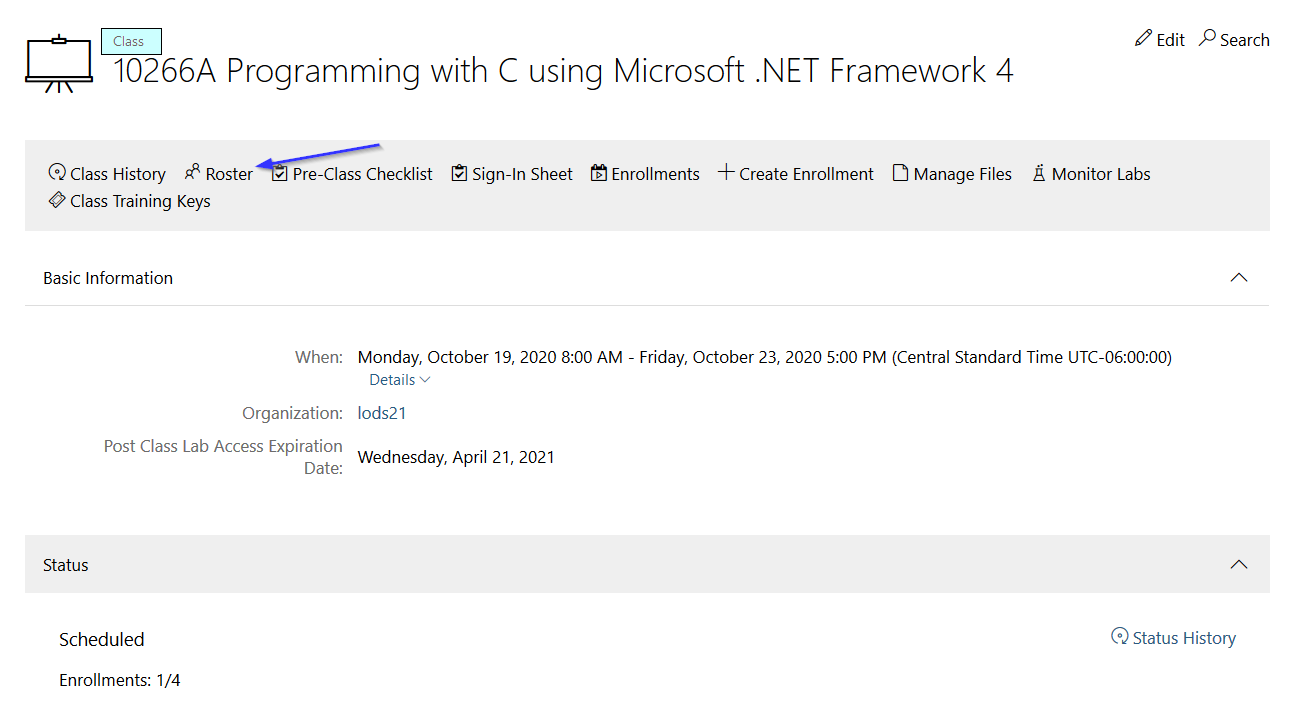 Class
Edit Search
10266A Programming with C using Microsoft .NET Framework 4
Class History Roster Pre-Class Checklist Sign-In Sheet Enrollments Create Enrollment Manage Files Monitor Labs
Class Training Keys
Basic Information
When: Monday, October 19, 2020 8:00 AM - Friday, October 23, 2020 5:00 PM (Central Standard Time UTC-06:00:00)
Details
Organization: lods21
Post Class Lab Access Expiration
Date: Wednesday, April 21, 2021
Status
Scheduled Status History
Enrollments: 1/4